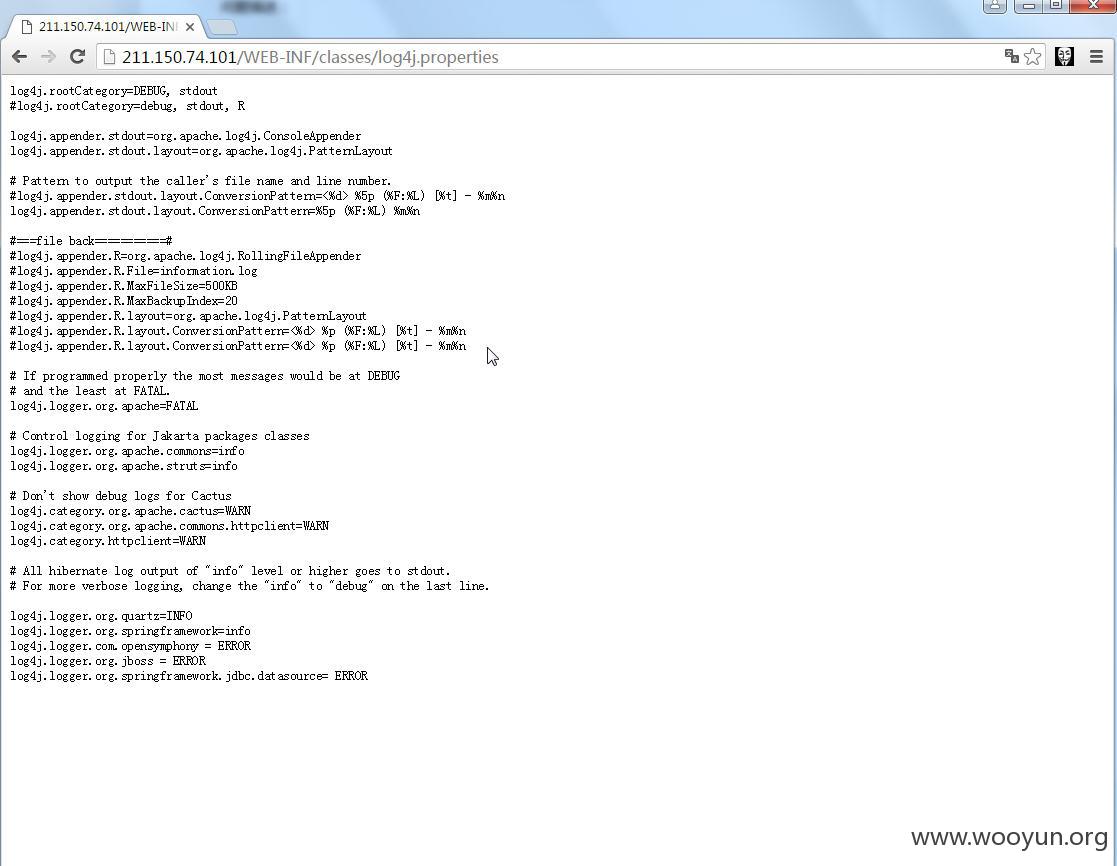 211.150.74.101/WEB-INF
211.150.74.101/WEB-INF/classes/log4j.properties
log4j.rootCategory=DEBUG, stdout
#log4j.rootCategory=debug, stdout, R
log4j.appender.stdout=org.apache.log4j.ConsoleAppender
log4j.appender.stdout.layout=org.apache.log4j.PatternLayout
# Pattern to output the caller's file name and line number.
#log4j.appender.stdout.layout.ConversionPattern=<%d> %5p (%F:%L) [%t] - %m%n
log4j.appender.stdout.layout.ConversionPattern=%5p (%F:%L) %m%n
#===file back===========#
#log4j.appender.R=org.apache.log4j.RollingFileAppender
#log4j.appender.R.File=information.log
#log4j.appender.R.MaxFileSize=500KB
#log4j.appender.R.MaxBackupIndex=20
#log4j.appender.R.layout=org.apache.log4j.PatternLayout
#log4j.appender.R.layout.ConversionPattern=<%d> %p (%F:%L) [%t] - %m%n
#log4j.appender.R.layout.ConversionPattern=<%d> %p (%F:%L) [%t] - %m%n
# If programmed properly the most messages would be at DEBUG
# and the least at FATAL.
log4j.logger.org.apache=FATAL
# Control logging for Jakarta packages classes
log4j.logger.org.apache.commons=info
log4j.logger.org.apache.struts=info
# Don't show debug logs for Cactus
log4j.category.org.apache.cactus=WARN
log4j.category.org.apache.commons.httpclient=WARN
log4j.category.httpclient=WARN
# All hibernate log output of "info" level or higher goes to stdout.
# For more verbose logging, change the "info" to "debug" on the last line.
log4j.logger.org.quartz=INFO
log4j.logger.org.springframework=info
log4j.logger.com.opensymphony = ERROR
log4j.logger.org.jboss = ERROR
log4j.logger.org.springframework.jdbc.datasource= ERROR
www.wooyun.org